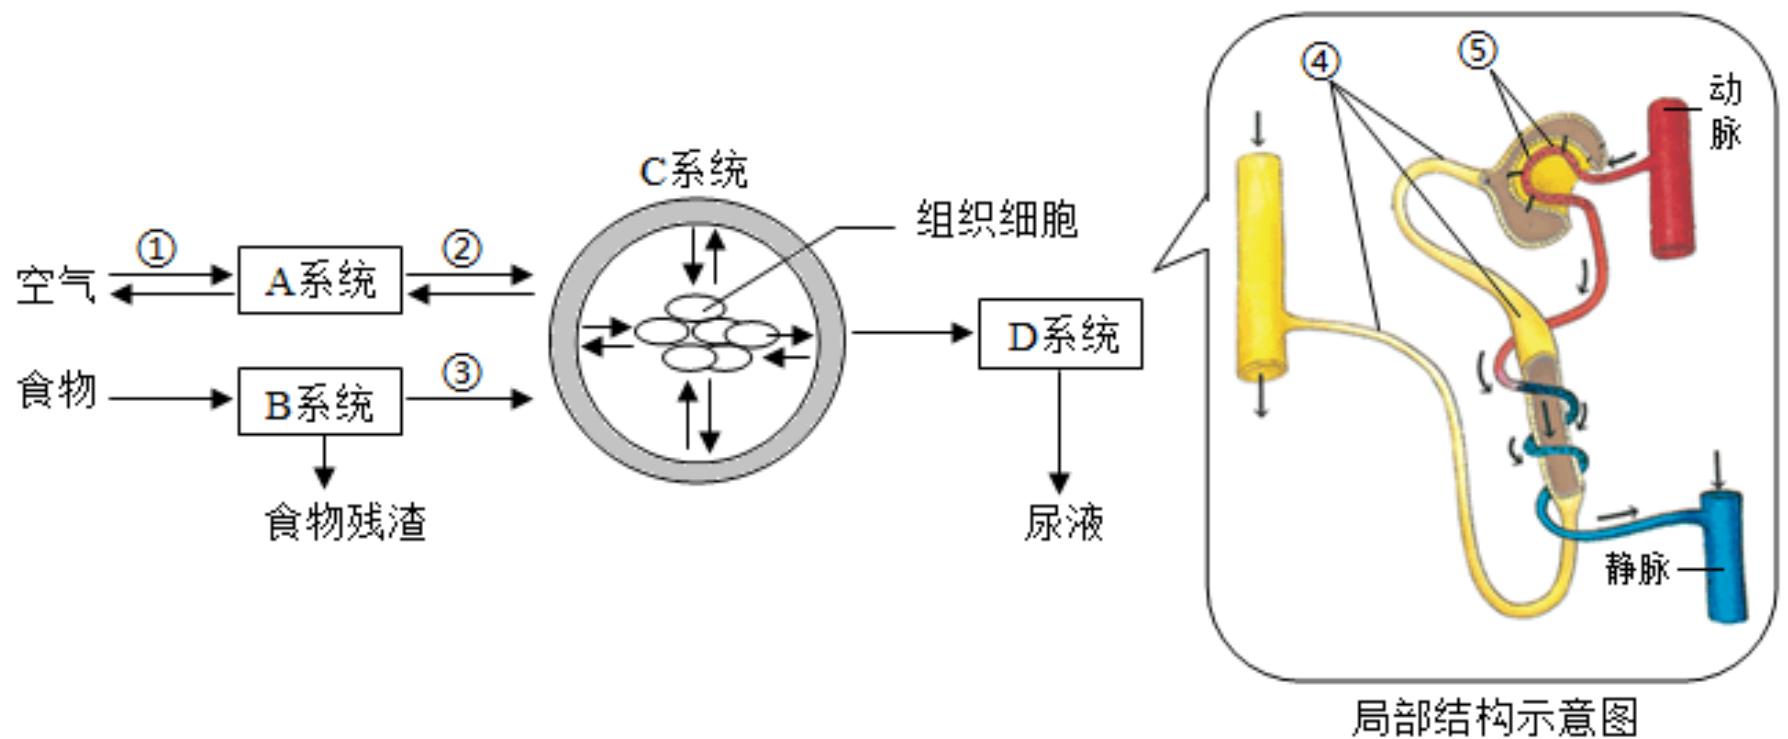 空气
①
A系统
②
食物
B系统
③
食物残渣
C系统
组织细胞
D系统
尿液
④
⑤
动
脉
静脉
局部结构示意图